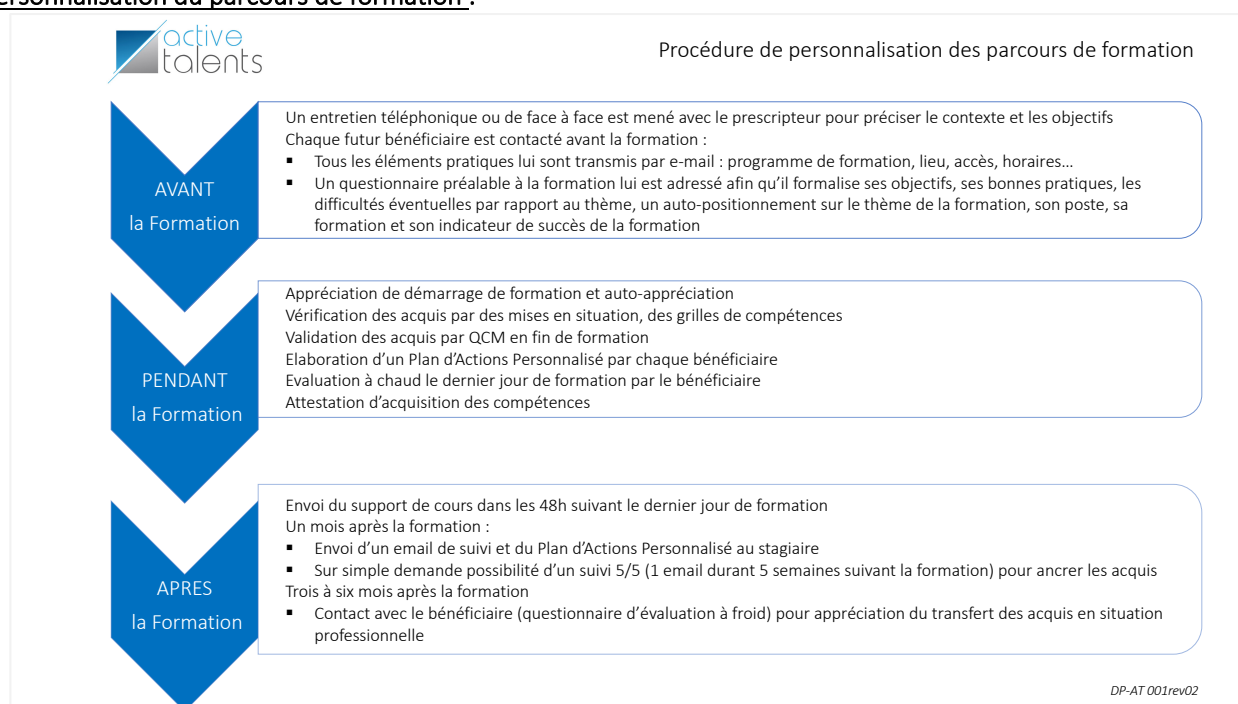 ersonnalisation du parcours de formation :
active
talents
Procédure de personnalisation des parcours de formation
AVANT
la Formation
Un entretien téléphonique ou de face à face est mené avec le prescripteur pour préciser le contexte et les objectifs
Chaque futur bénéficiaire est contacté avant la formation :
▪ Tous les éléments pratiques lui sont transmis par e-mail : programme de formation, lieu, accès, horaires…
▪ Un questionnaire préalable à la formation lui est adressé afin qu’il formalise ses objectifs, ses bonnes pratiques, les
difficultés éventuelles par rapport au thème, un auto-positionnement sur le thème de la formation, son poste, sa
formation et son indicateur de succès de la formation
PENDANT
la Formation
Appréciation de démarrage de formation et auto-appréciation
Vérification des acquis par des mises en situation, des grilles de compétences
Validation des acquis par QCM en fin de formation
Elaboration d’un Plan d’Actions Personnalisé par chaque bénéficiaire
Evaluation à chaud le dernier jour de formation par le bénéficiaire
Attestation d’acquisition des compétences
APRES
la Formation
Envoi du support de cours dans les 48h suivant le dernier jour de formation
Un mois après la formation :
▪ Envoi d’un email de suivi et du Plan d’Actions Personnalisé au stagiaire
▪ Sur simple demande possibilité d’un suivi 5/5 (1 email durant 5 semaines suivant la formation) pour ancrer les acquis
Trois à six mois après la formation
▪ Contact avec le bénéficiaire (questionnaire d’évaluation à froid) pour appréciation du transfert des acquis en situation
professionnelle
DP-AT 001rev02